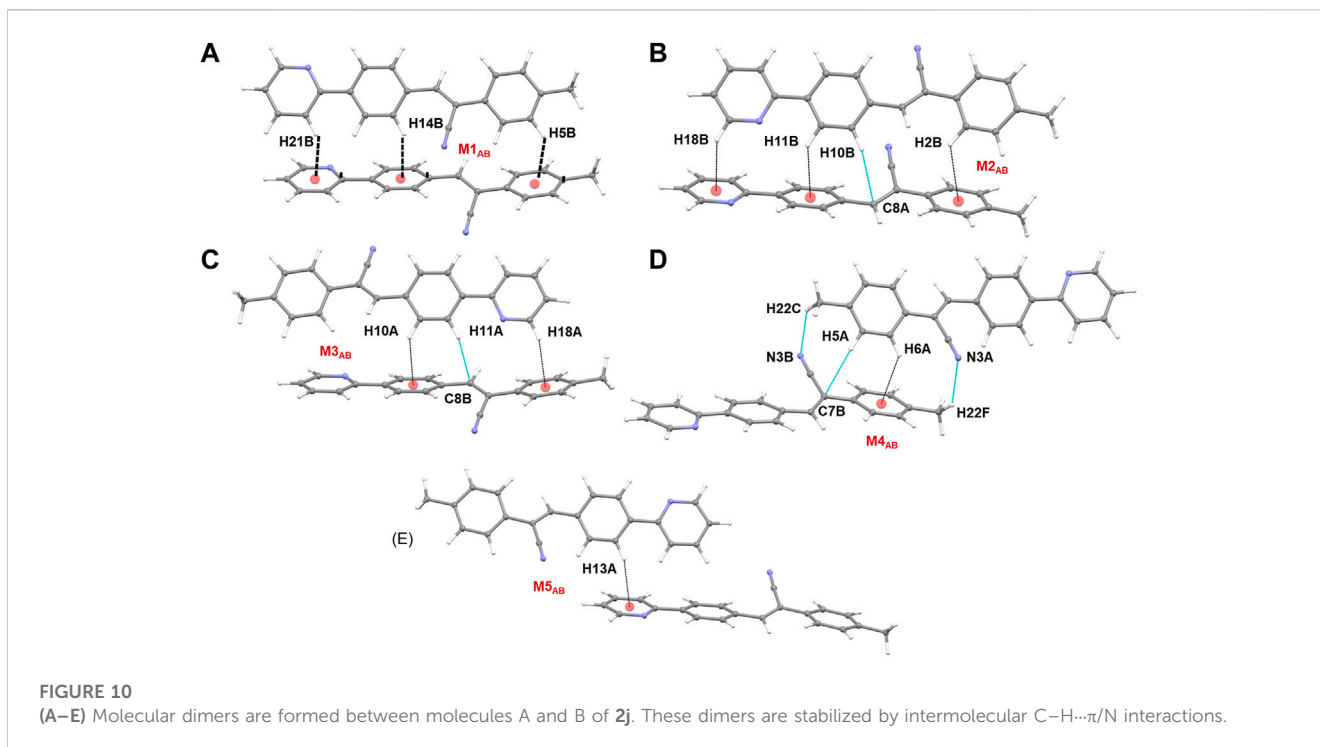 A
H14B
H21B
M1AB
H5B
B
H18B
H11B
H10B
H2B
M2AB
C8A
C
H10A
H11A
H18A
M3AB
C8B
D
H22C
H5A
H6A
N3B
N3A
C7B
H22F
M4AB
(E)
H13A
M5AB
FIGURE 10
(A–E) Molecular dimers are formed between molecules A and B of 2j. These dimers are stabilized by intermolecular C–H···π/N interactions.